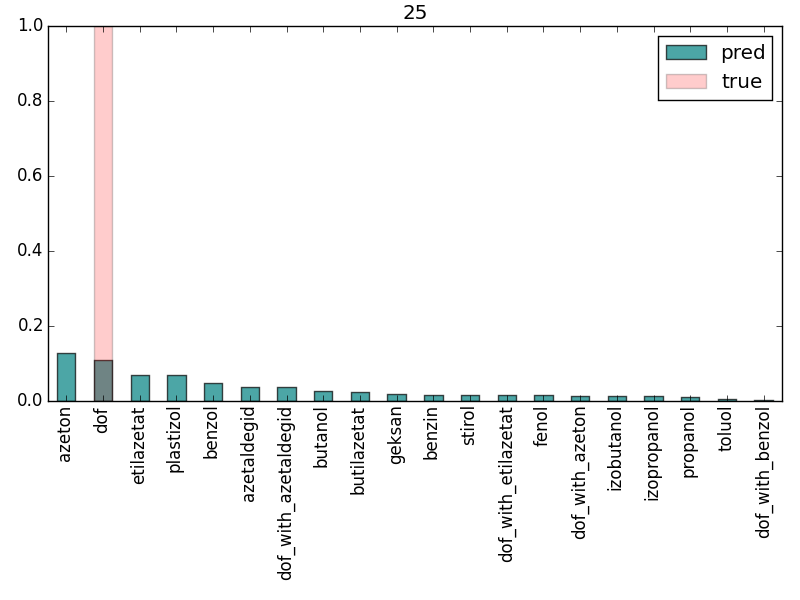 25
1.0
0.8
0.6
0.4
0.2
0.0
pred
true
azeton
dof
etilazetat
plastizol
benzol
azetaldegid
dof_with_azetaldegid
butanol
butilazetat
geksan
benzin
stirol
dof_with_etilazetat
fenol
dof_with_azeton
izobutanol
izopropanol
propanol
toluol
dof_with_benzol